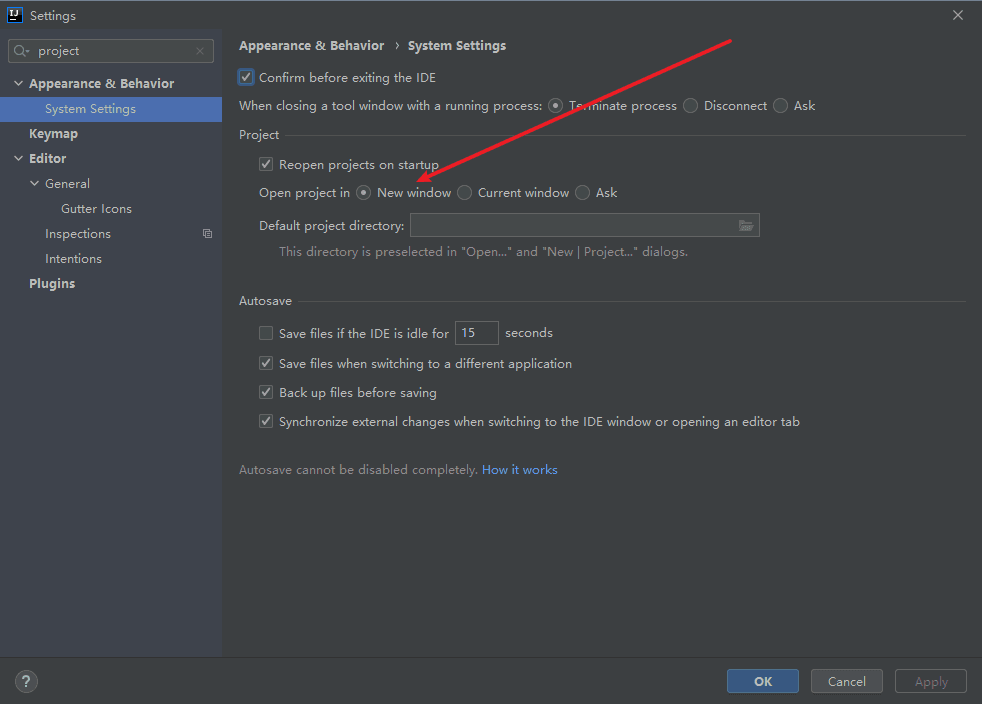 Settings
project
Appearance & Behavior
System Settings
Keymap
Editor
General
Gutter Icons
Inspections
Intentions
Plugins
Appearance & Behavior › System Settings
Confirm before exiting the IDE
When closing a tool window with a running process: Terminate process Disconnect Ask
Project
Reopen projects on startup
Open project in New window Current window Ask
Default project directory:
This directory is preselected in "Open..." and "New | Project..." dialogs.
Autosave
Save files if the IDE is idle for 15 seconds
Save files when switching to a different application
Back up files before saving
Synchronize external changes when switching to the IDE window or opening an editor tab
Autosave cannot be disabled completely. How it works
? OK Cancel Apply